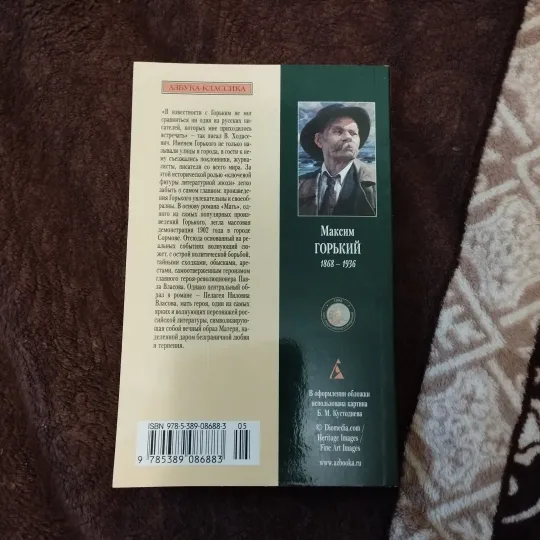 АЗБУКА-КЛАССИКА
«В известности с Горьким не мог
сравниться ни один из русских пи-
сателей, которых мне приходилось
встречать» – так писал В. Ходасе-
вич. Именем Горького не только на-
зывали улицы и города, в гости к не-
му съезжались поклонники, журна-
листы, писатели со всего мира. За
этой исторической ролью «ключевой
фигуры литературной эпохи» легко
забыть о самом главном: произведе-
ния Горького увлекательны и своеоб-
разны. В основу романа «Мать», од-
ного из самых популярных произ-
ведений Горького, легла массовая
демонстрация 1902 года в городе
Сормове. Отсюда основанный на ре-
альных событиях волнующий сю-
жет, с острой политической борьбой,
тайными сходками, обысками, аре-
стами, самоотверженным героизмом
главного героя-революционера Пав-
ла Власова. Однако центральный об-
раз в романе – Пелагея Ниловна
Власова, мать героя, один из самых
ярких и волнующих персонажей рос-
сийской литературы, символизирую-
щая собой вечный образ Матери, на-
деленной даром безграничной любви
и терпения.
ISBN 978-5-389-08688-3
05
9 785389 086883
Максим
ГОРЬКИЙ
1868 – 1936
В оформлении обложки
использована картина
Б. М. Кустодиева
© Diomedia.com /
Heritage Images /
Fine Art Images
www.azbooka.ru